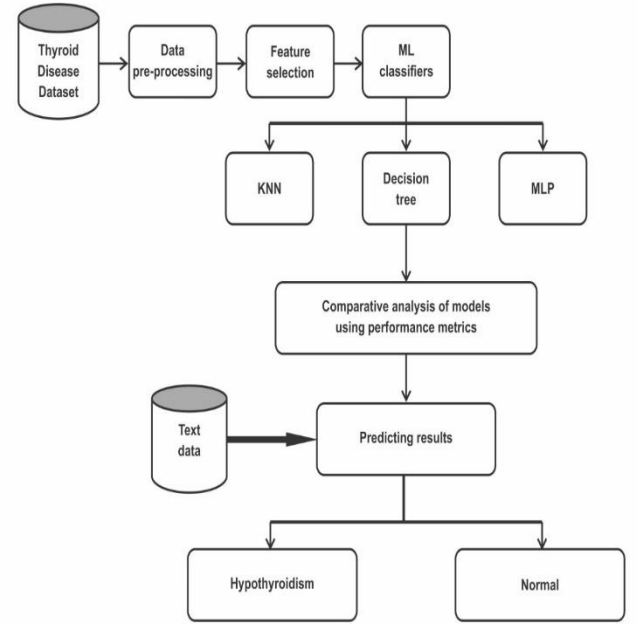 Thyroid
Disease
Dataset
Data
pre-processing
Feature
selection
ML
classifiers
KNN
Decision
tree
MLP
Comparative analysis of models
using performance metrics
Text
data
Predicting results
Hypothyroidism
Normal